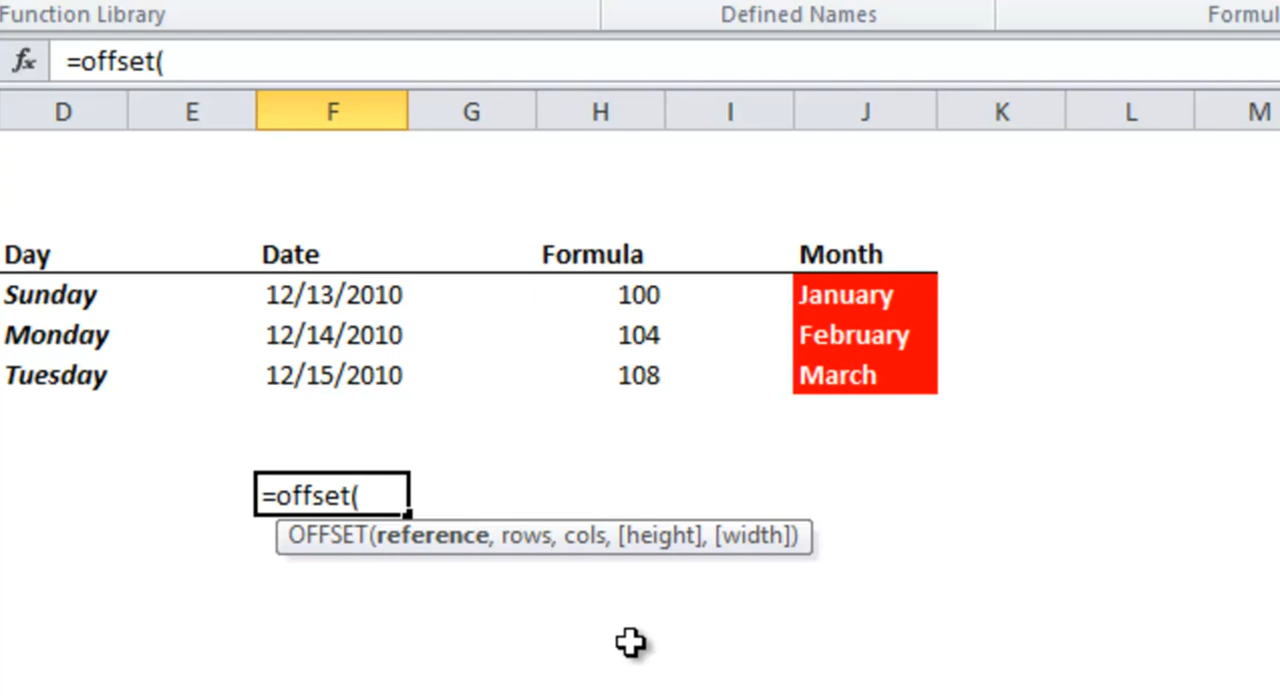 Function Library Defined Names Formul
fx =offset(
D E F G H I J K L M
Day Date Formula Month
Sunday 12/13/2010 100 January
Monday 12/14/2010 104 February
Tuesday 12/15/2010 108 March
=offset(
OFFSET(reference, rows, cols, [height], [width])